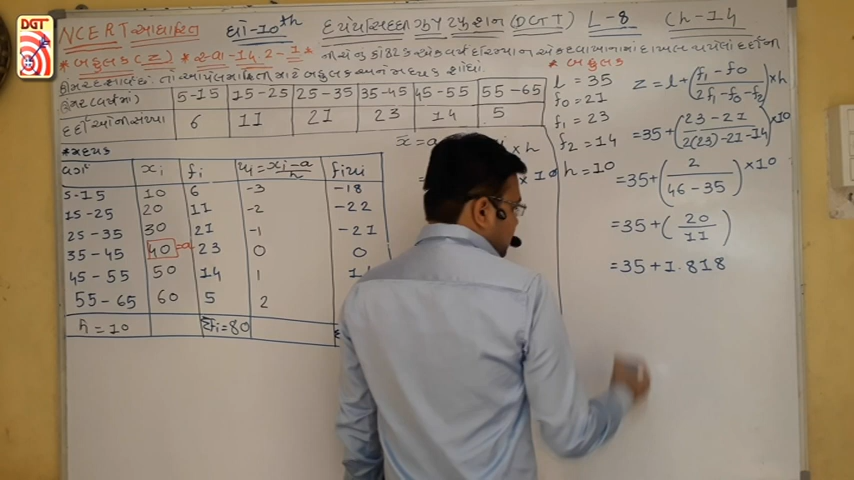 DGT
NCERT આધારિત ધો-10th દયેયસિદ્ધિ ગ્રુપ ટ્યુશન (DGT) L-8 Ch-14
* બહુલક (Z) * સ્વા-14.2-1
* બહુલક
ઉંમર (વર્ષમાં) 5-15 15-25 25-35 35-45 45-55 55-65
દર્દીઓની સંખ્યા 6 11 21 23 14 5
* મધ્યક
વર્ગ xi fi ui = xi-a/h fiui
5-15 10 6 -3 -18
15-25 20 11 -2 -22
25-35 30 21 -1 -21
35-45 40 =a 23 0 0
45-55 50 14 1
55-65 60 5 2
h = 10 Σfi=80
x̄ = a
x h
x 10
l = 35
f0 = 21
f1 = 23
f2 = 14
h = 10
Z = l + (f1 - f0 / 2f1 - f0 - f2) x h
= 35 + (23 - 21 / 2(23) - 21 - 14) x 10
= 35 + (2 / 46 - 35) x 10
= 35 + (20 / 11)
= 35 + 1.818